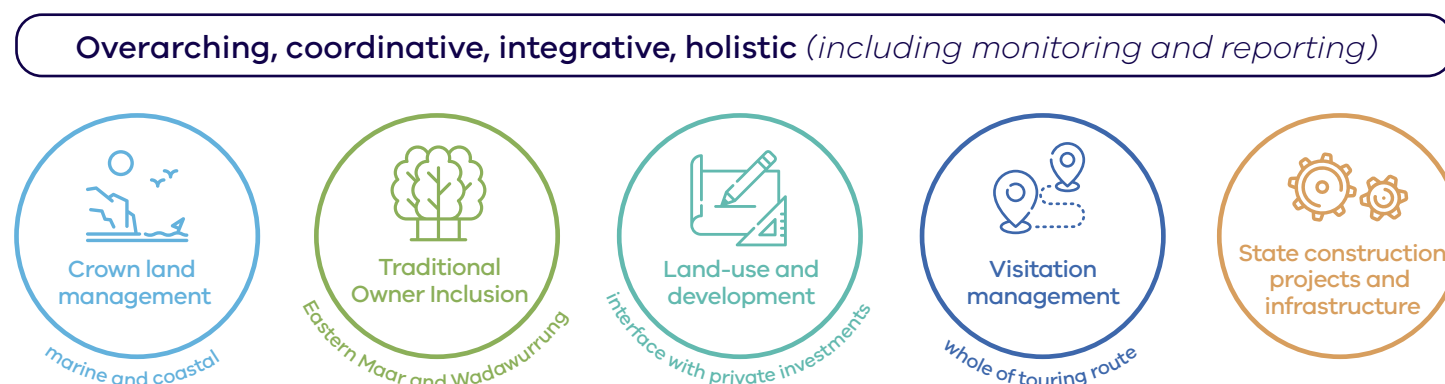 Overarching, coordinative, integrative, holistic (including monitoring and reporting)
Crown land
management
marine and coastal
Traditional
Owner Inclusion
Eastern Maar and Wadawurrung
Land-use and
development
interface with private investments
Visitation
management
whole of touring route
State construction
projects and
infrastructure